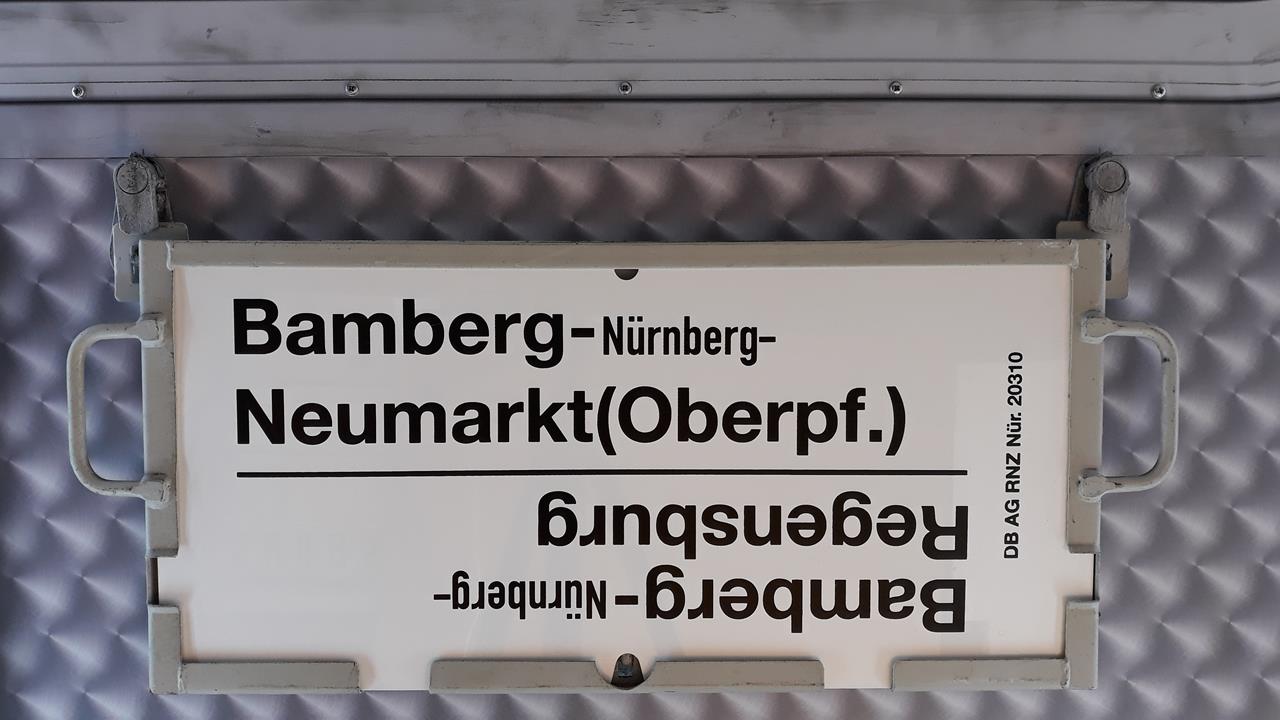 Bamberg-Nürnberg-
Neumarkt(Oberpf.)
Bamberg-Nürnberg-
Regensburg
DB AG RNZ Nür. 20310